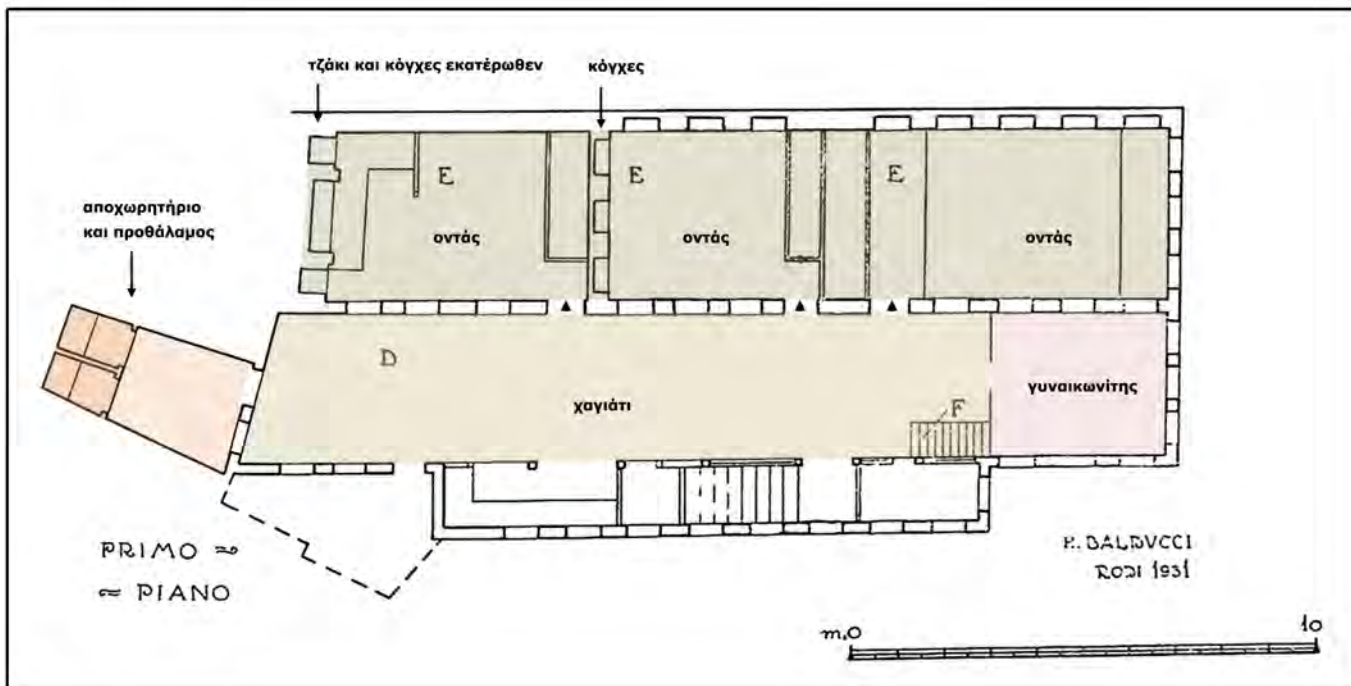 τζάκι και κόγχες εκατέρωθεν
κόγχες
αποχωρητήριο
και προθάλαμος
E
E
E
οντάς
οντάς
οντάς
D
χαγιάτι
F
γυναικωνίτης
PRIMO
PIANO
H. BALDVCCI
RODI 1931
m.0
10